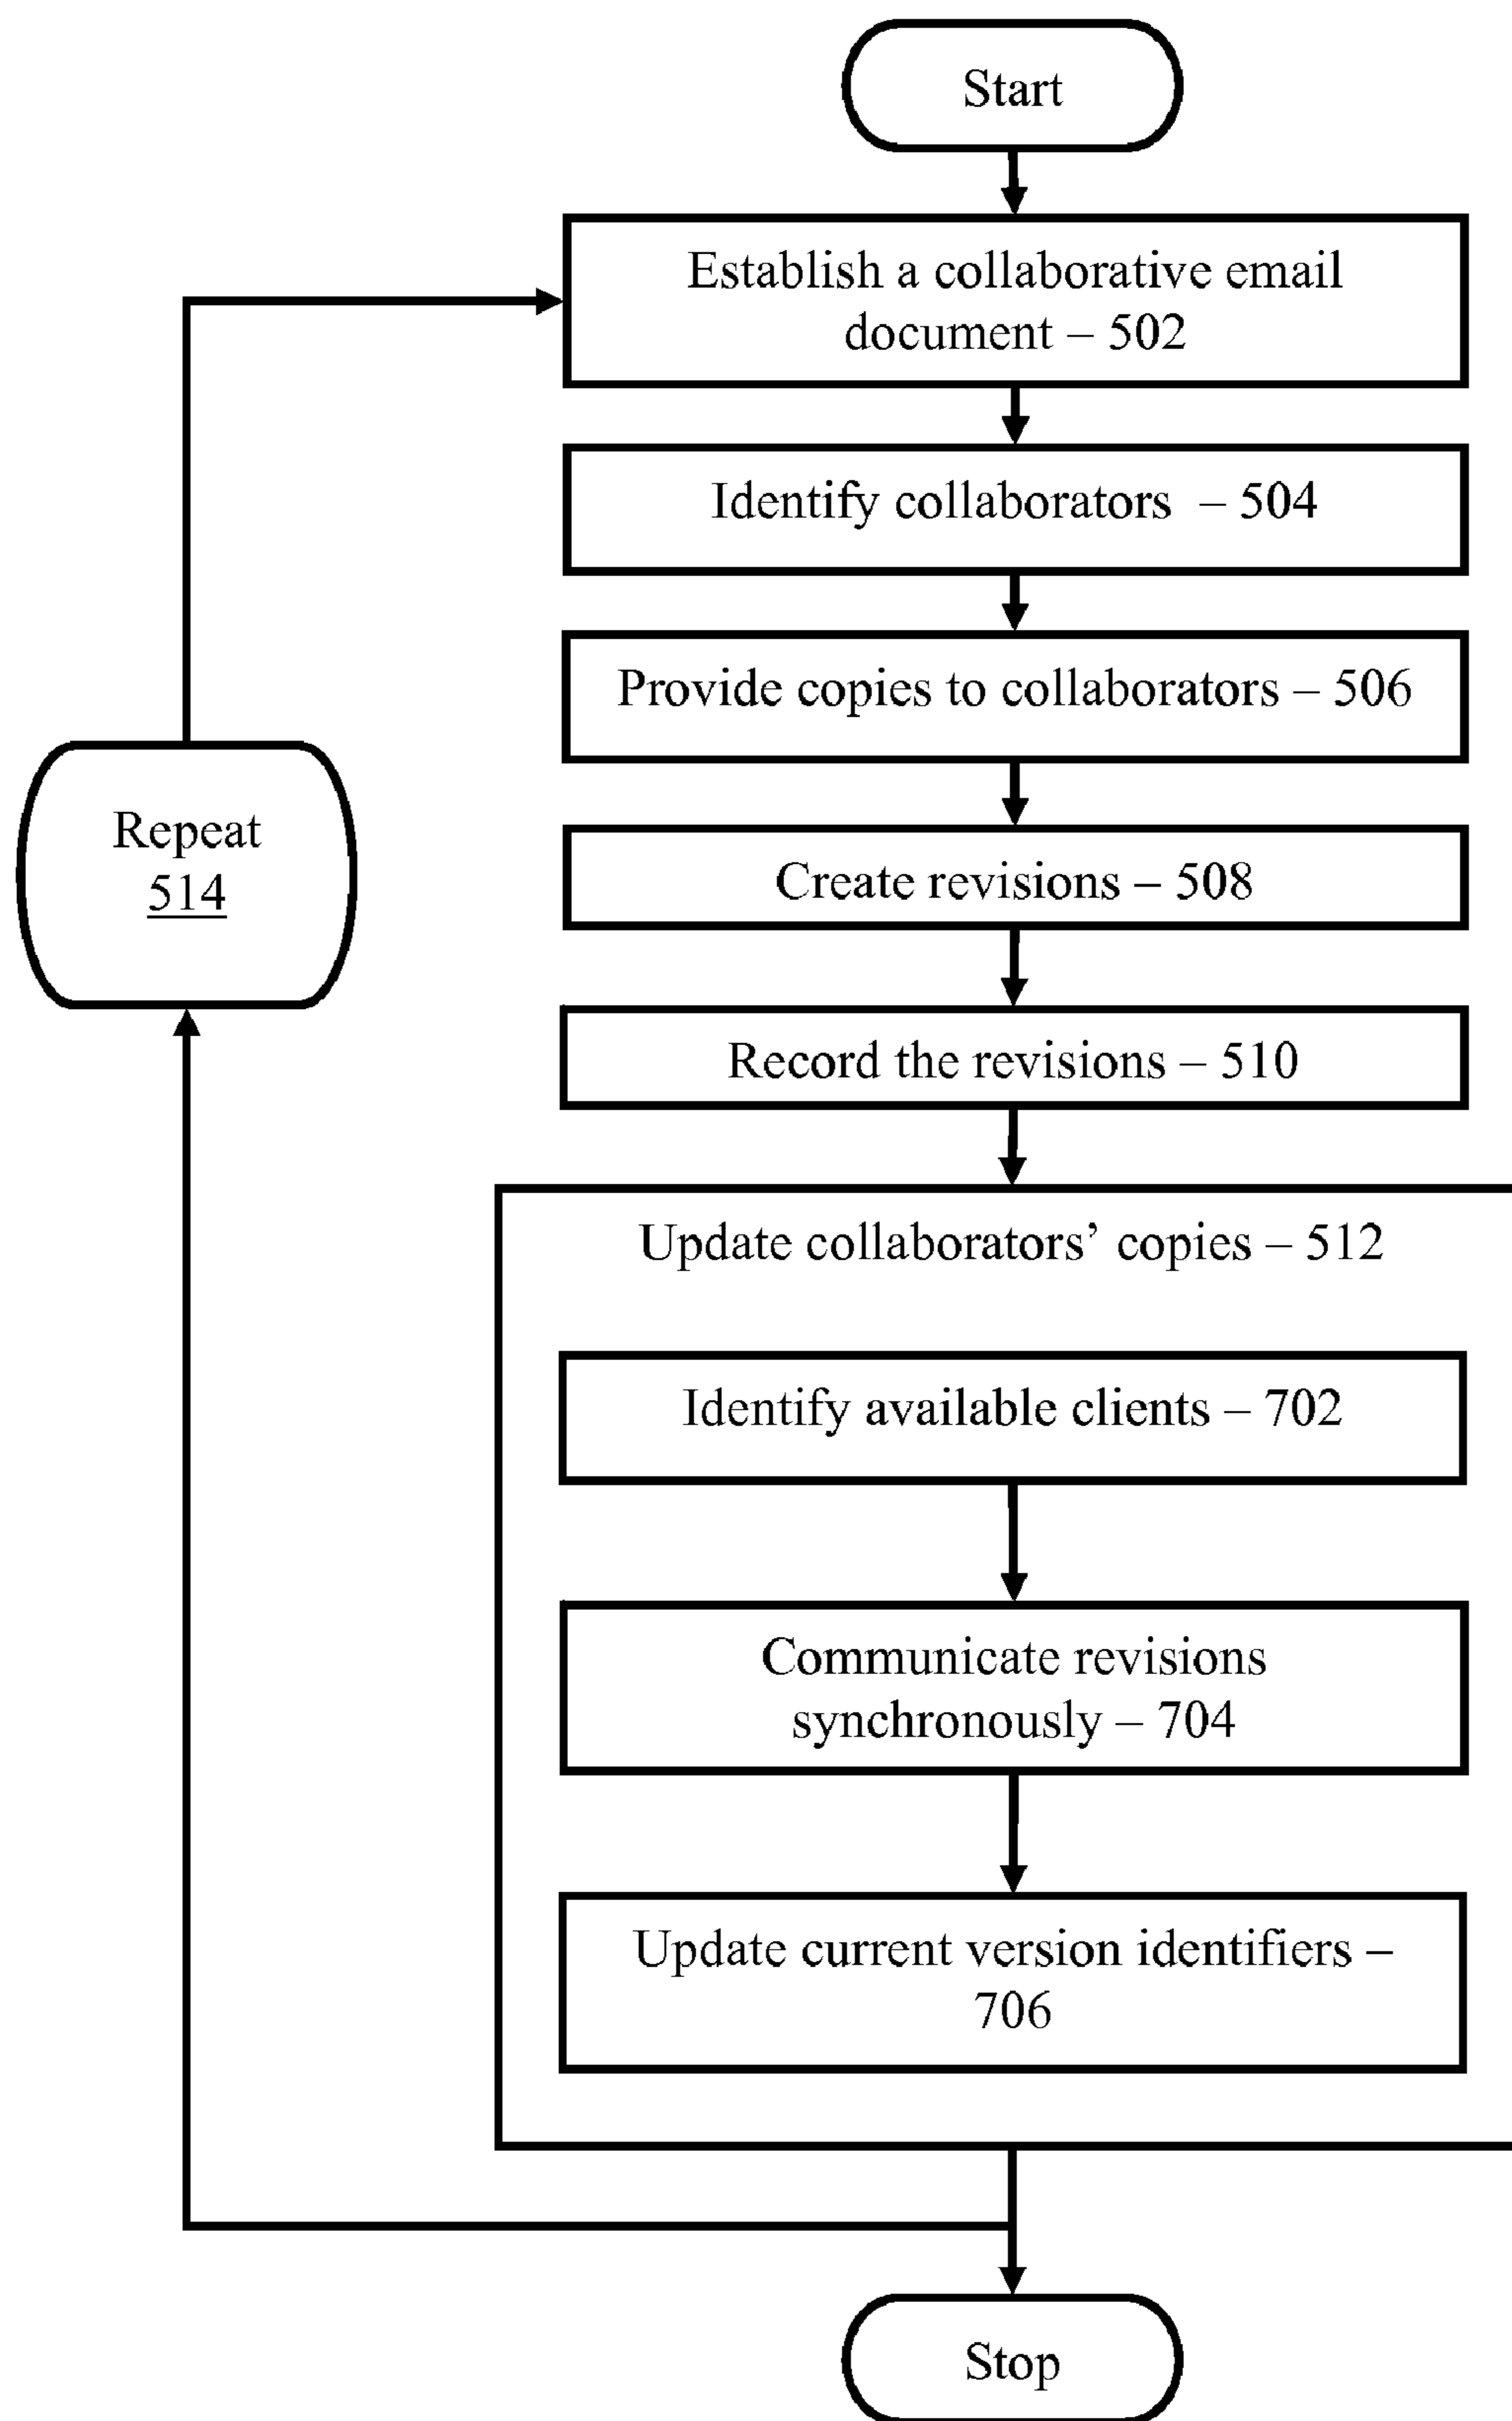 Start
Establish a collaborative email
document – 502
Identify collaborators – 504
Provide copies to collaborators – 506
Create revisions – 508
Repeat
514
Record the revisions – 510
Update collaborators’ copies – 512
Identify available clients – 702
Communicate revisions
synchronously – 704
Update current version identifiers –
706
Stop